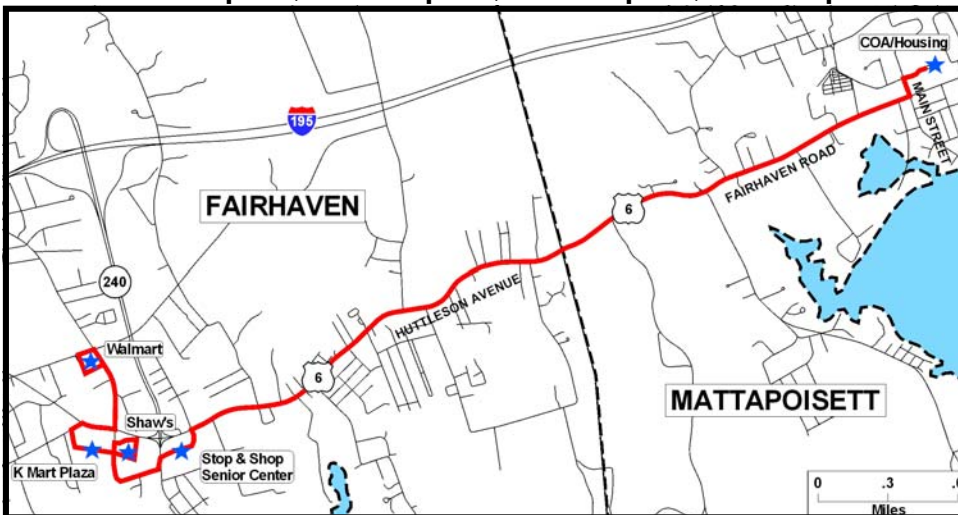 COA/Housing
MAIN STREET
195
FAIRHAVEN ROAD
FAIRHAVEN
6
240
HUTTLESON AVENUE
Walmart
6
MATTAPOISETT
Shaw's
K Mart Plaza
Stop & Shop
Senior Center
0 .3
Miles